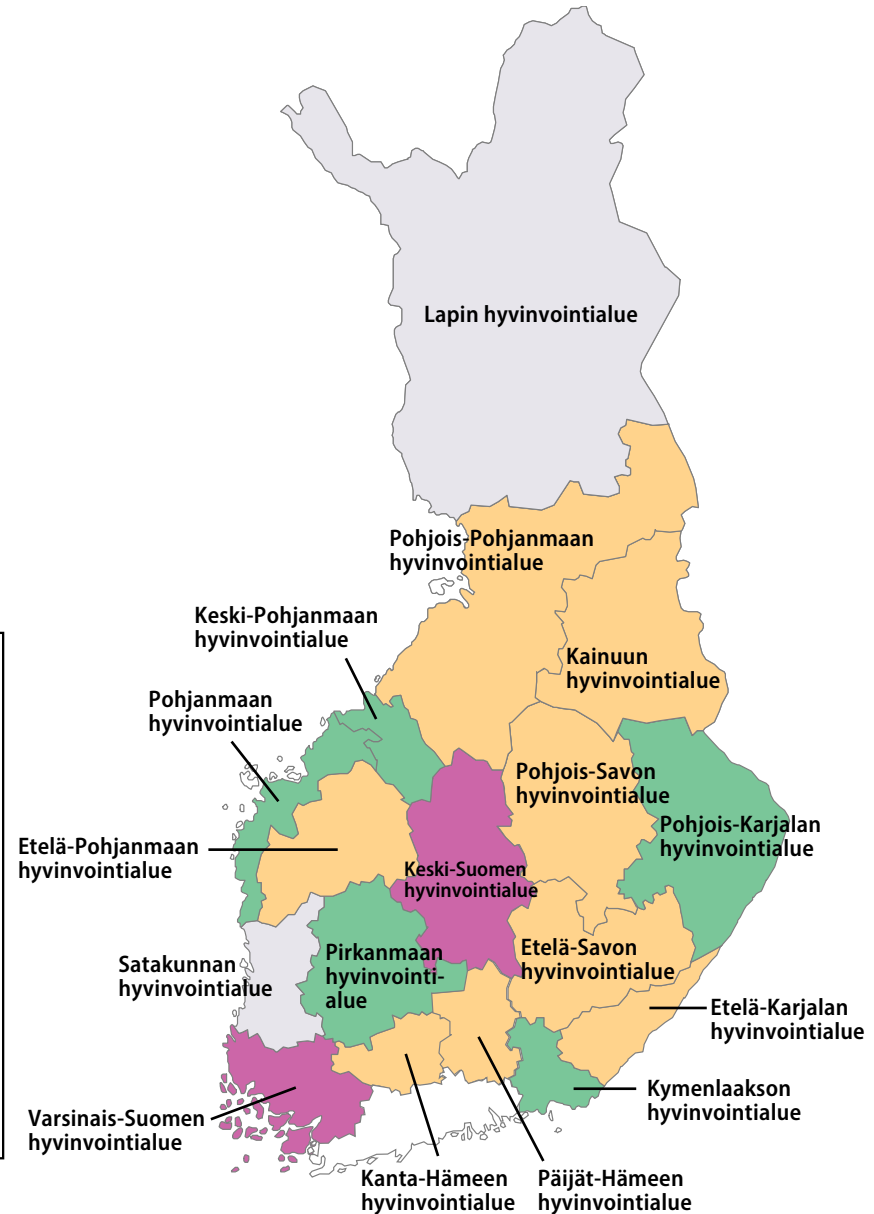 Lapin hyvinvointialue
Pohjois-Pohjanmaan
hyvinvointialue
Keski-Pohjanmaan
hyvinvointialue
Kainuun
hyvinvointialue
Pohjanmaan
hyvinvointialue
Pohjois-Savon
hyvinvointialue
Pohjois-Karjalan
hyvinvointialue
Etelä-Pohjanmaan
hyvinvointialue
Keski-Suomen
hyvinvointialue
Satakunnan
hyvinvointialue
Pirkanmaan
hyvinvointi-
alue
Etelä-Savon
hyvinvointialue
Etelä-Karjalan
hyvinvointialue
Kymenlaakson
hyvinvointialue
Varsinais-Suomen
hyvinvointialue
Kanta-Hämeen
hyvinvointialue
Päijät-Hämeen
hyvinvointialue